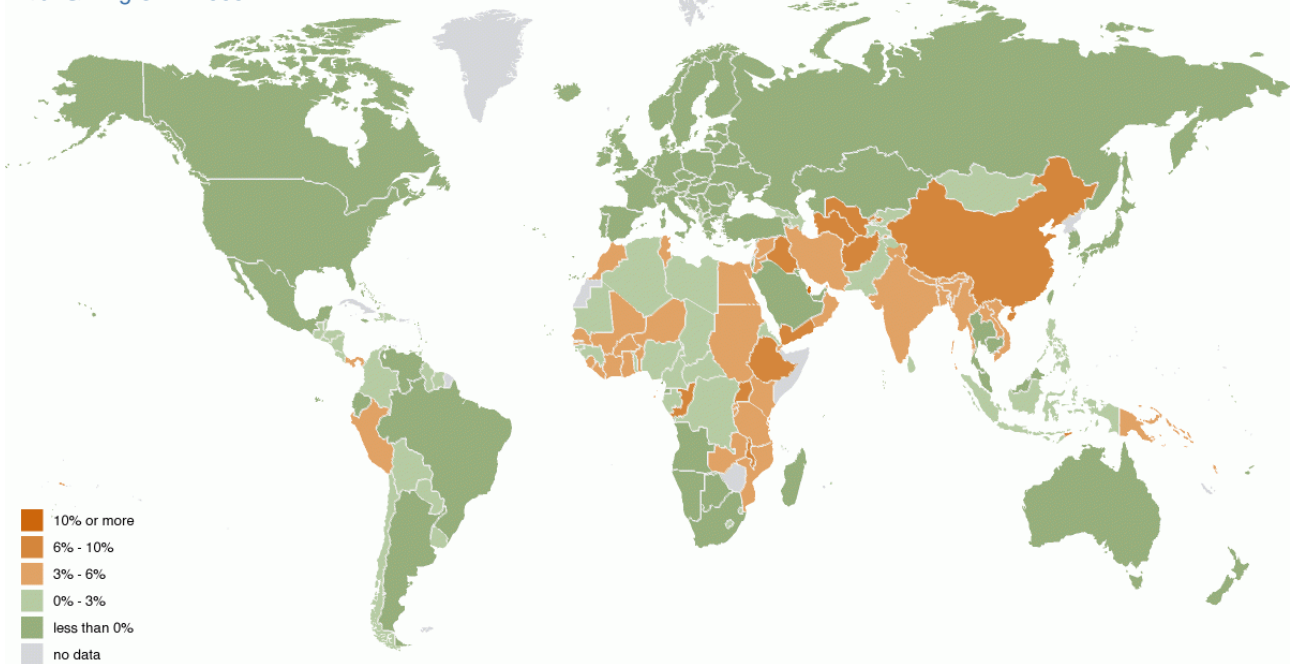 10% or more
6% - 10%
3% - 6%
0% - 3%
less than 0%
no data